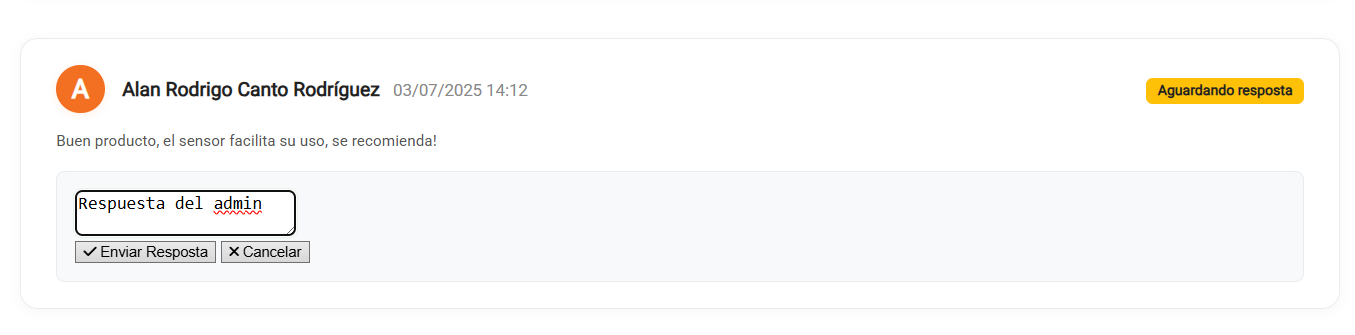 A Alan Rodrigo Canto Rodríguez 03/07/2025 14:12 Aguardando resposta
Buen producto, el sensor facilita su uso, se recomienda!
Respuesta del admin
Enviar Resposta Cancelar